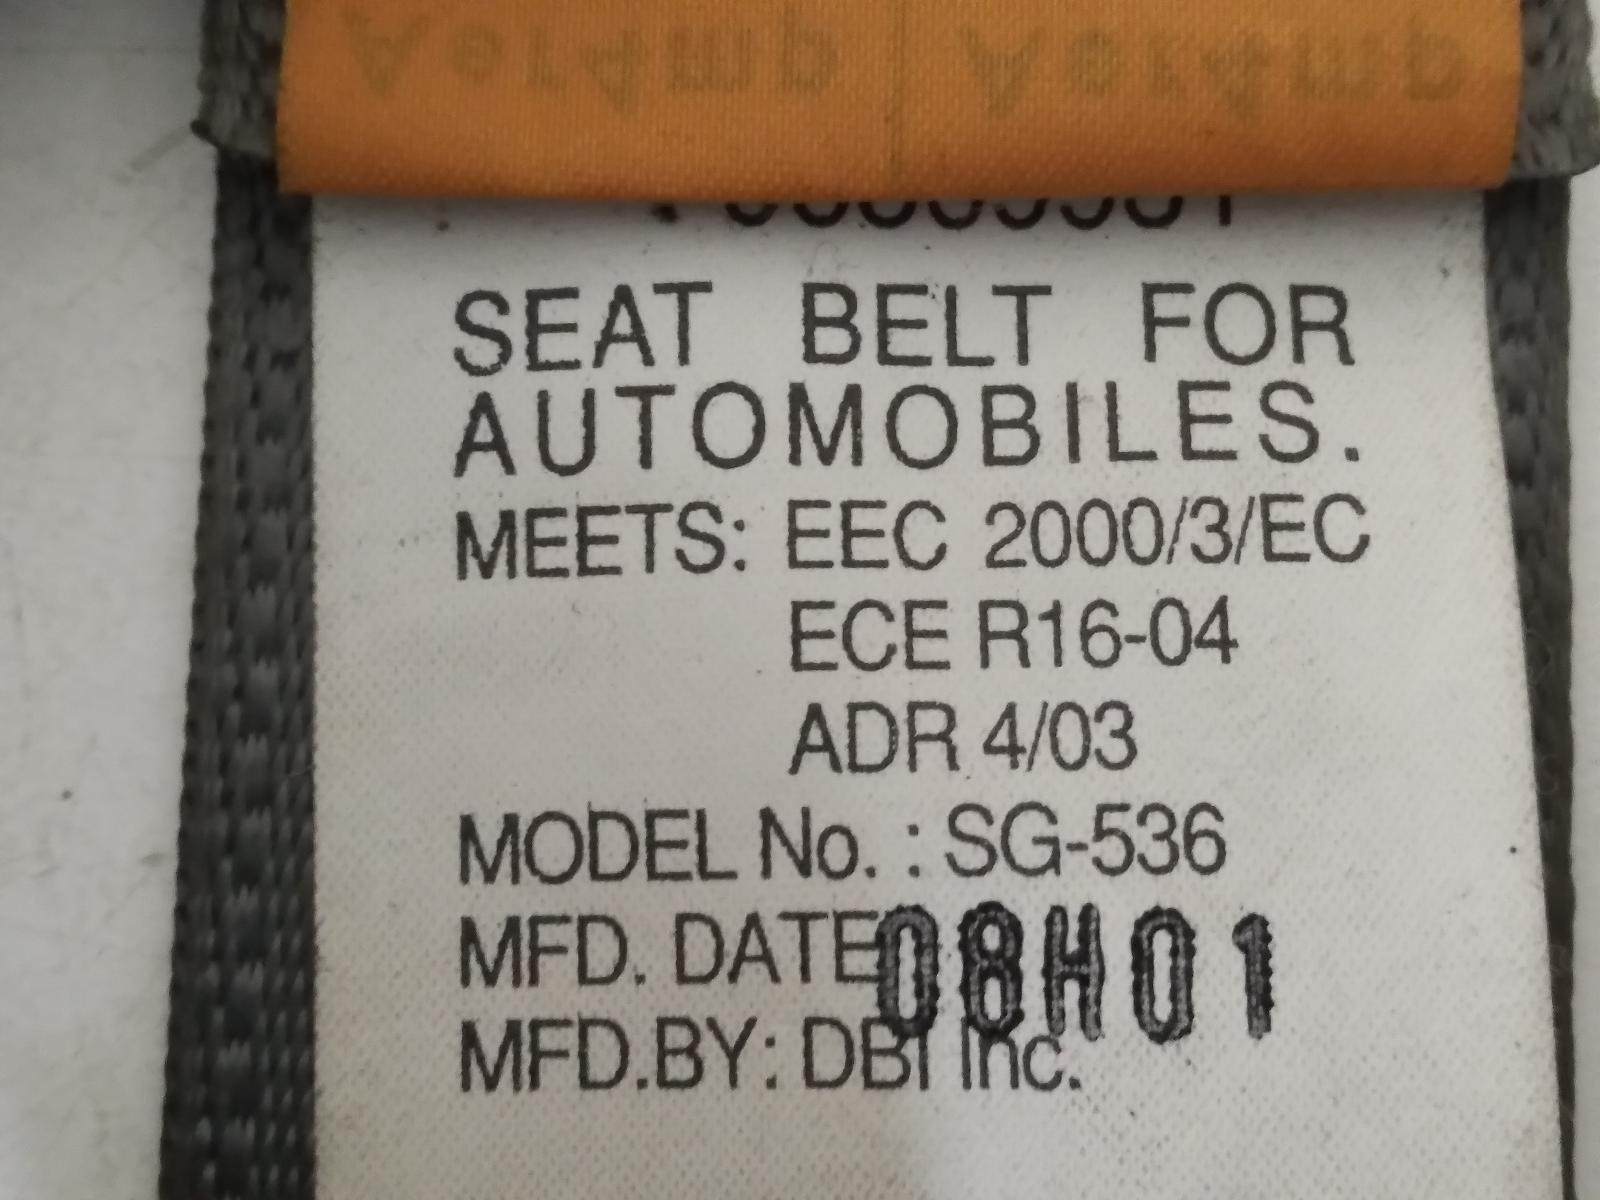 SEAT BELT FOR
AUTOMOBILES.
MEETS: EEC 2000/3/EC
ECE R16-04
ADR 4/03
MODEL No. : SG-536
MFD. DATE 08H01
MFD.BY: DBI Inc.